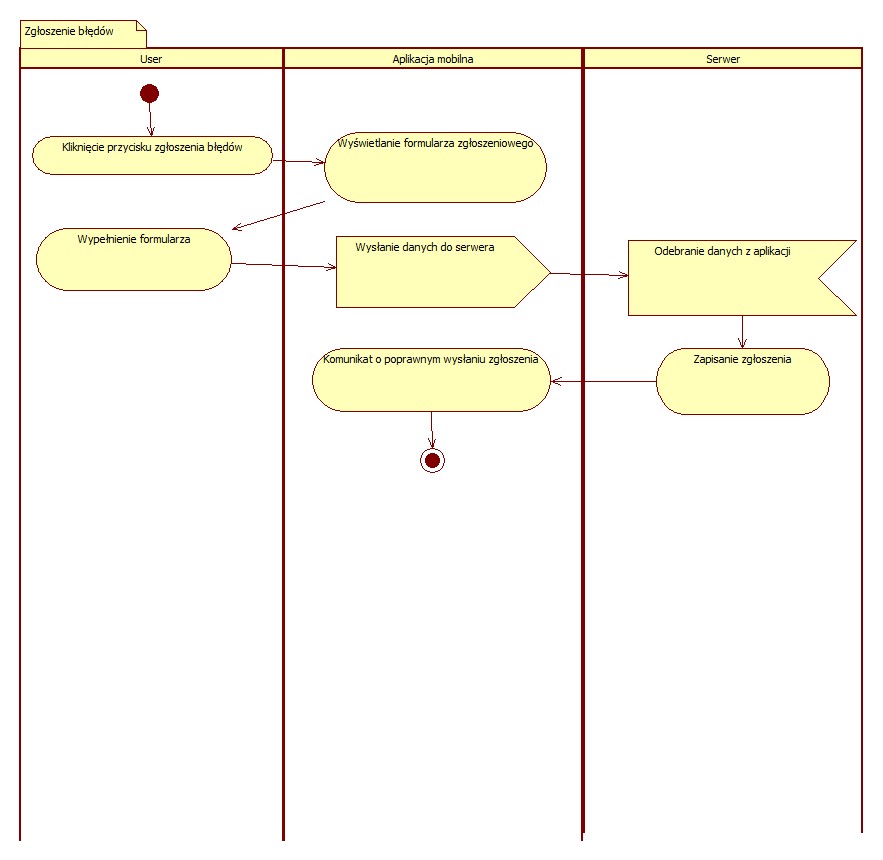 Zgłoszenie błędów
User
Aplikacja mobilna
Serwer
Kliknięcie przycisku zgłoszenia błędów
Wyświetlanie formularza zgłoszeniowego
Wypełnienie formularza
Wysłanie danych do serwera
Odebranie danych z aplikacji
Komunikat o poprawnym wysłaniu zgłoszenia
Zapisanie zgłoszenia